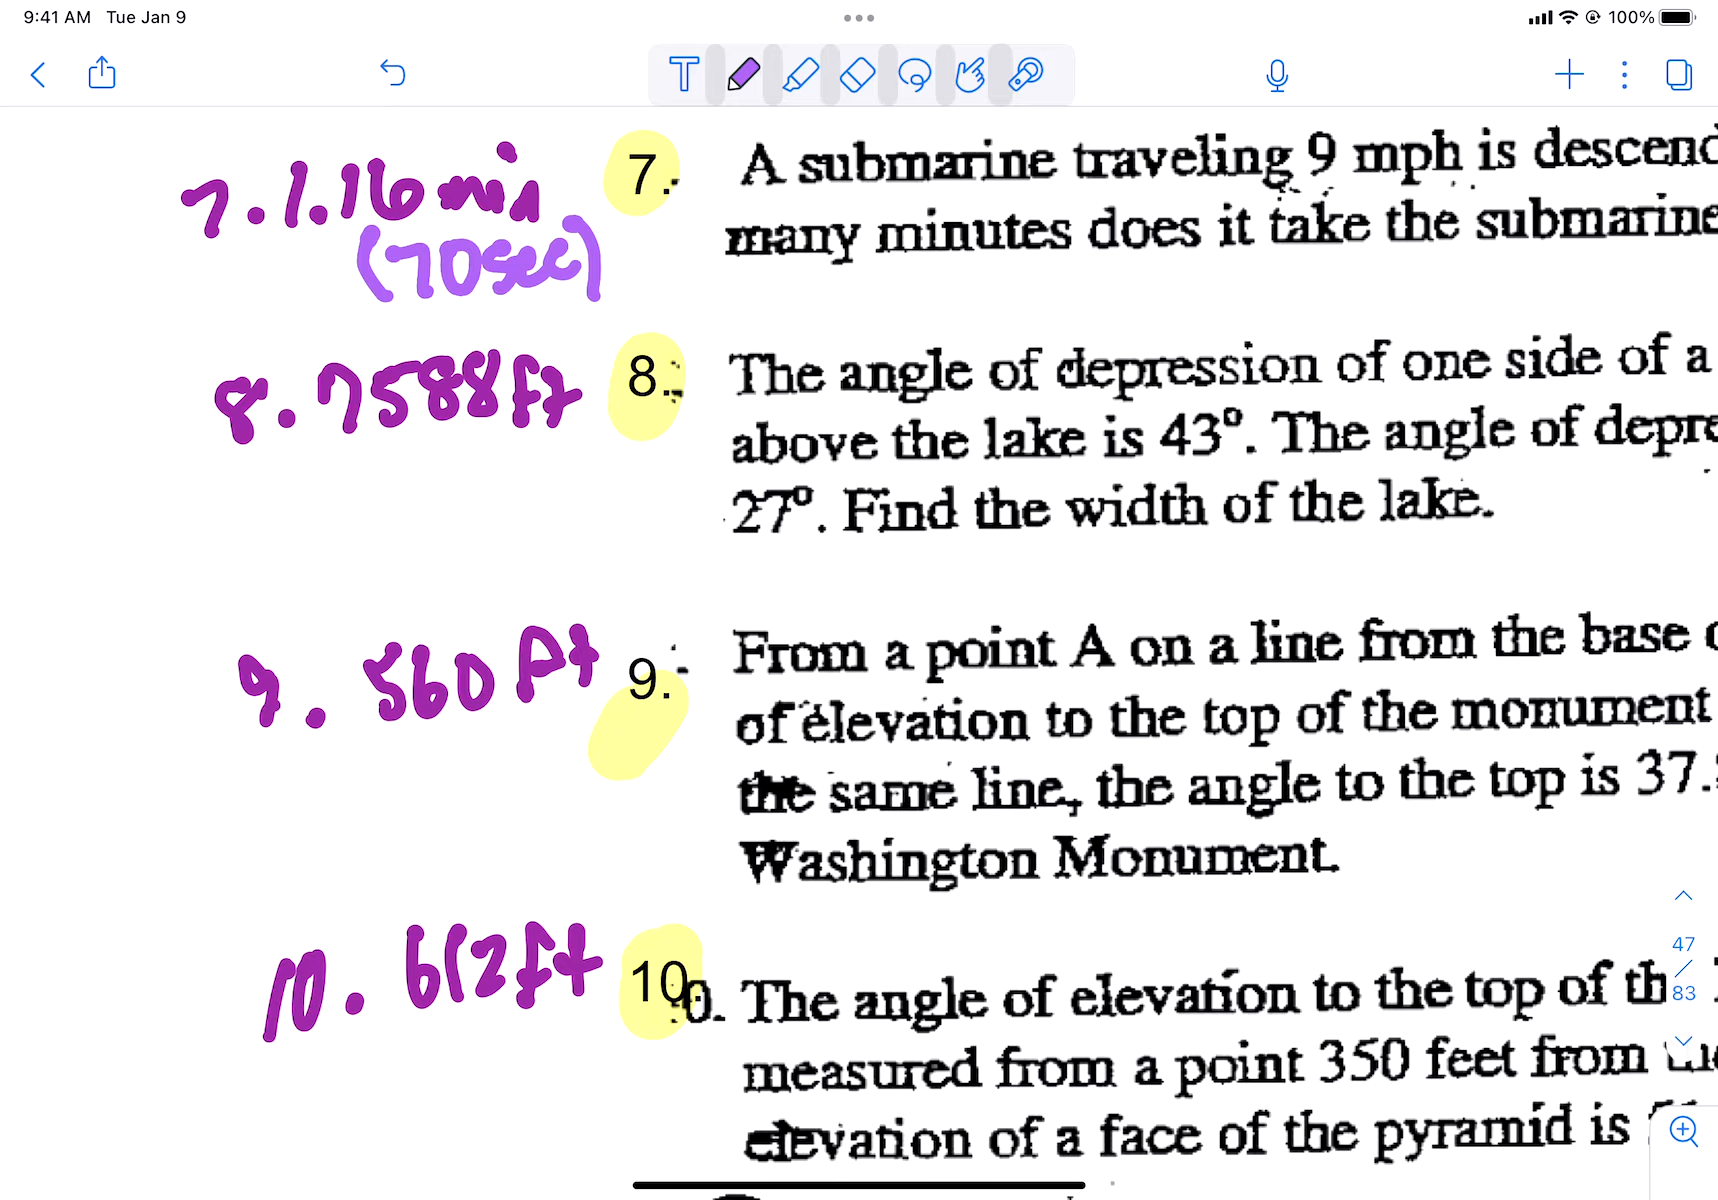 9:41 AM Tue Jan 9
100%
7. 1.16 min
(70sec)
7. A submarine traveling 9 mph is descend
many minutes does it take the submarine
8. 7588ft
8. The angle of depression of one side of a
above the lake is 43º. The angle of depre
27º. Find the width of the lake.
9. 560 ft
9. From a point A on a line from the base
of elevation to the top of the monument
the same line, the angle to the top is 37.
Washington Monument.
10. 612ft
10. 0. The angle of elevation to the top of th
measured from a point 350 feet from
elevation of a face of the pyramid is
47
/
83